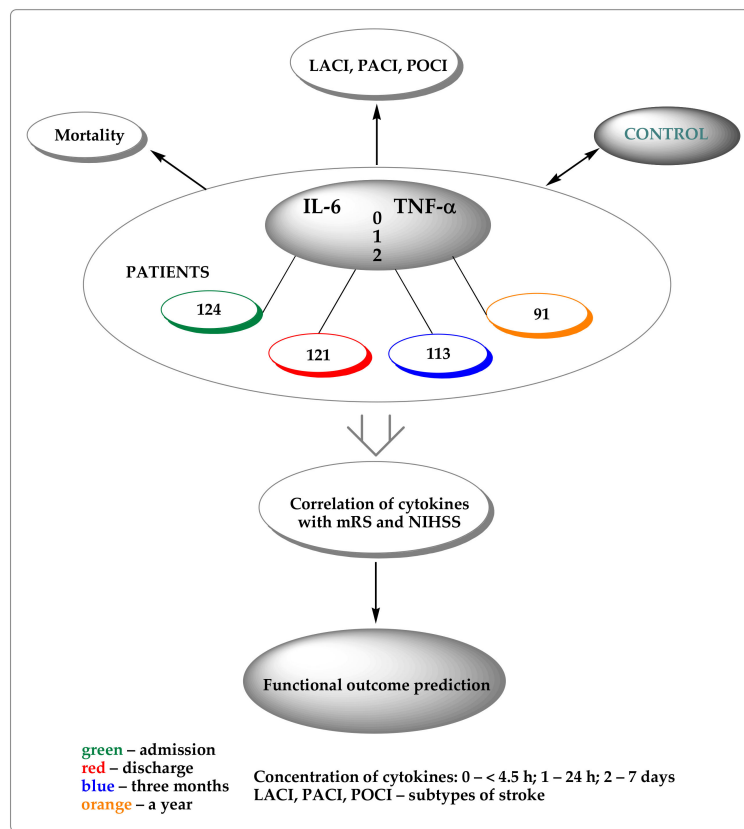 LACI, PACI, POCI
Mortality
CONTROL
IL-6
TNF-α
0
1
2
PATIENTS
124
91
121
113
Correlation of cytokines
with mRS and NIHSS
Functional outcome prediction
green – admission
red – discharge
blue – three months
orange – a year
Concentration of cytokines: 0 – < 4.5 h; 1 – 24 h; 2 – 7 days
LACI, PACI, POCI – subtypes of stroke